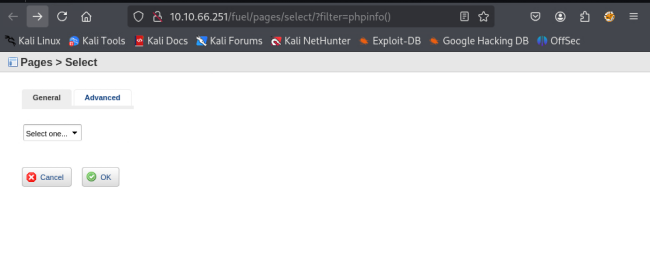 10.10.66.251/fuel/pages/select/?filter=phpinfo()
Kali Linux Kali Tools Kali Docs Kali Forums Kali NetHunter Exploit-DB Google Hacking DB OffSec
Pages > Select
General Advanced
Select one...
Cancel OK